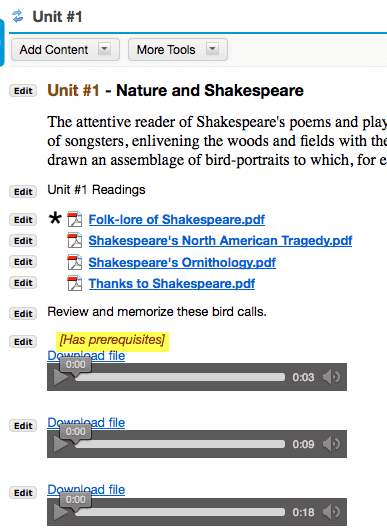 Unit #1
Add Content More Tools
Edit Unit #1 - Nature and Shakespeare
The attentive reader of Shakespeare's poems and play
of songsters, enlivening the woods and fields with the
drawn an assemblage of bird-portraits to which, for e
Edit Unit #1 Readings
Edit * Folk-lore of Shakespeare.pdf
Edit Shakespeare's North American Tragedy.pdf
Edit Shakespeare's Ornithology.pdf
Edit Thanks to Shakespeare.pdf
Edit Review and memorize these bird calls.
Edit [Has prerequisites]
Download file
0:00
0:03
Edit Download file
0:00
0:09
Edit Download file
0:00
0:18